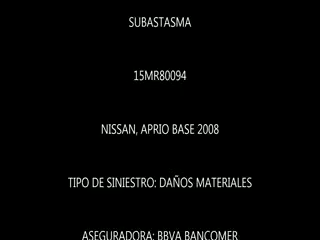 SUBASTASMA
15MR80094
NISSAN, APRIO BASE 2008
TIPO DE SINIESTRO: DAÑOS MATERIALES
ASEGURADORA: BBVA BANCOMER